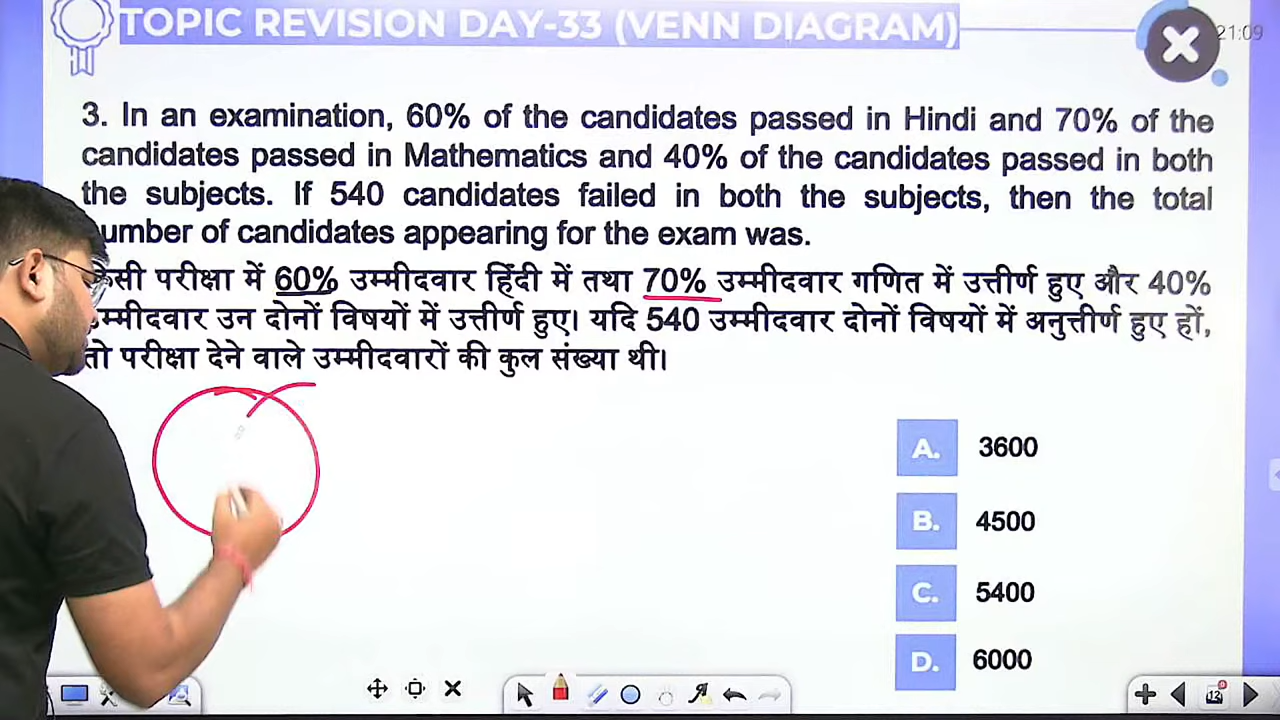 TOPIC REVISION DAY-33 (VENN DIAGRAM)
21:09
3. In an examination, 60% of the candidates passed in Hindi and 70% of the
candidates passed in Mathematics and 40% of the candidates passed in both
the subjects. If 540 candidates failed in both the subjects, then the total
number of candidates appearing for the exam was.
किसी परीक्षा में 60% उम्मीदवार हिंदी में तथा 70% उम्मीदवार गणित में उत्तीर्ण हुए और 40%
उम्मीदवार उन दोनों विषयों में उत्तीर्ण हुए। यदि 540 उम्मीदवार दोनों विषयों में अनुत्तीर्ण हुए हों,
तो परीक्षा देने वाले उम्मीदवारों की कुल संख्या थी।
A. 3600
B. 4500
C. 5400
D. 6000